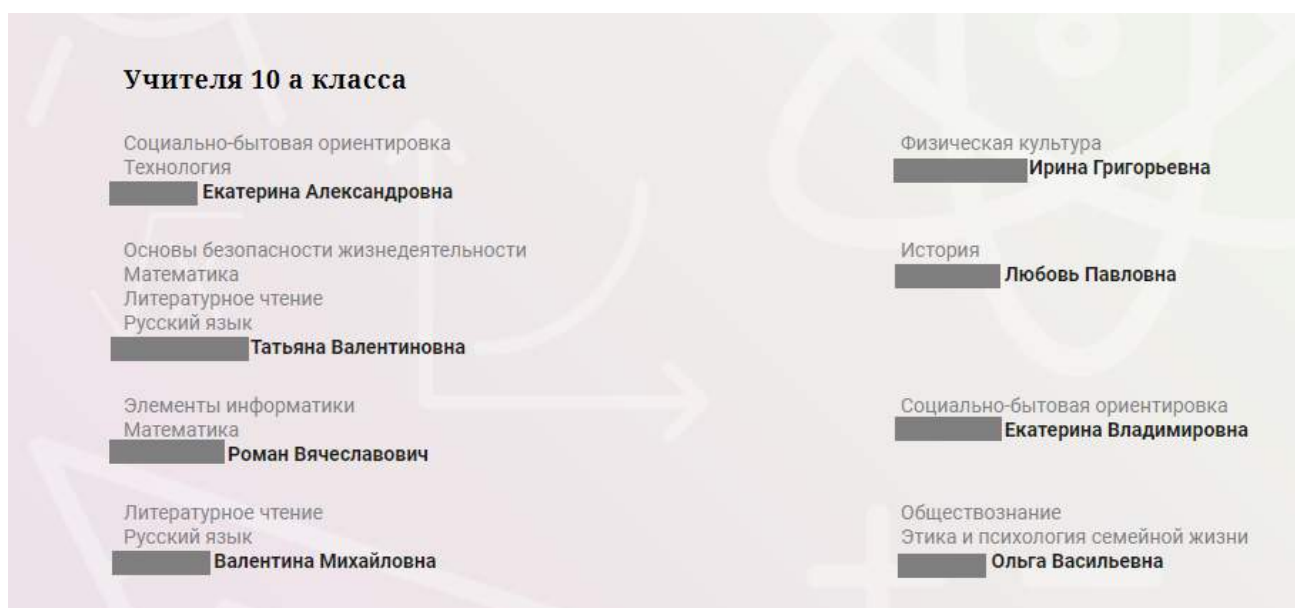 Учителя 10 а класса
Социально-бытовая ориентировка
Технология
Екатерина Александровна
Основы безопасности жизнедеятельности
Математика
Литературное чтение
Русский язык
Татьяна Валентиновна
Элементы информатики
Математика
Роман Вячеславович
Литературное чтение
Русский язык
Валентина Михайловна
Физическая культура
Ирина Григорьевна
История
Любовь Павловна
Социально-бытовая ориентировка
Екатерина Владимировна
Обществознание
Этика и психология семейной жизни
Ольга Васильевна